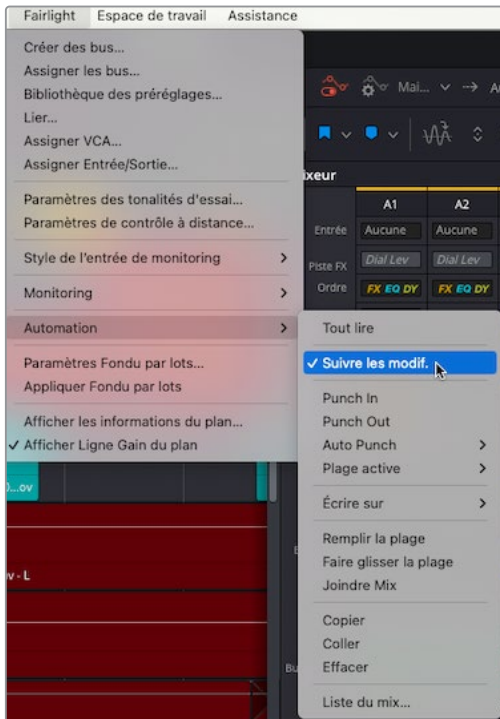 Fairlight Espace de travail Assistance
Créer des bus...
Assigner les bus...
Bibliothèque des préréglages...
Lier...
Assigner VCA...
Assigner Entrée/Sortie...
Paramètres des tonalités d'essai...
Paramètres de contrôle à distance...
Style de l'entrée de monitoring
Monitoring
Automation
Paramètres Fondu par lots...
Appliquer Fondu par lots
Afficher les informations du plan...
✓ Afficher Ligne Gain du plan
Mai...
xeur
A1 A2
Entrée Aucune Aucune
Piste FX Dial Lev Dial Lev
Ordre FX EQ DY FX EQ DY
Tout lire
✓ Suivre les modif.
Punch In
Punch Out
Auto Punch
Plage active
Écrire sur
Remplir la plage
Faire glisser la plage
Joindre Mix
Copier
Coller
Effacer
Liste du mix...
...ov
v - L
Bu